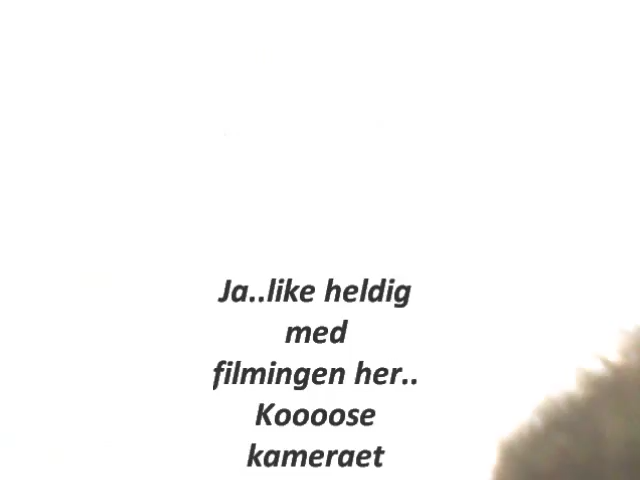 Ja..like heldig
med
filmingen her..
Koooose
kameraet